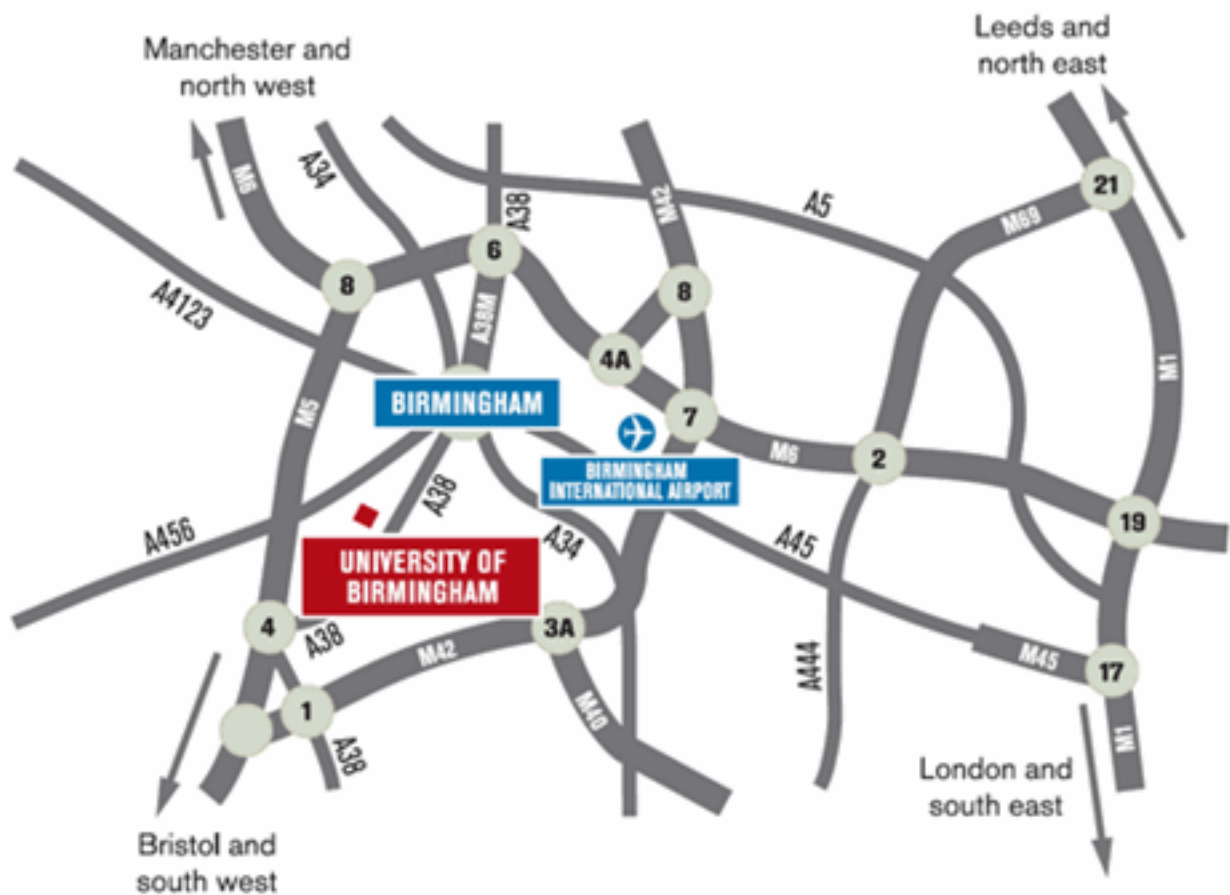 Leeds and
north east
Manchester and
north west
M6
A34
A38
M42
A5
21
M69
6
8
8
A4123
A38M
4A
M1
M5
BIRMINGHAM
7
M6
2
BIRMINGHAM
INTERNATIONAL AIRPORT
A38
19
A456
A34
A45
UNIVERSITY OF
BIRMINGHAM
4
A38
3A
M42
A444
M45
17
1
M40
A38
M1
London and
south east
Bristol and
south west